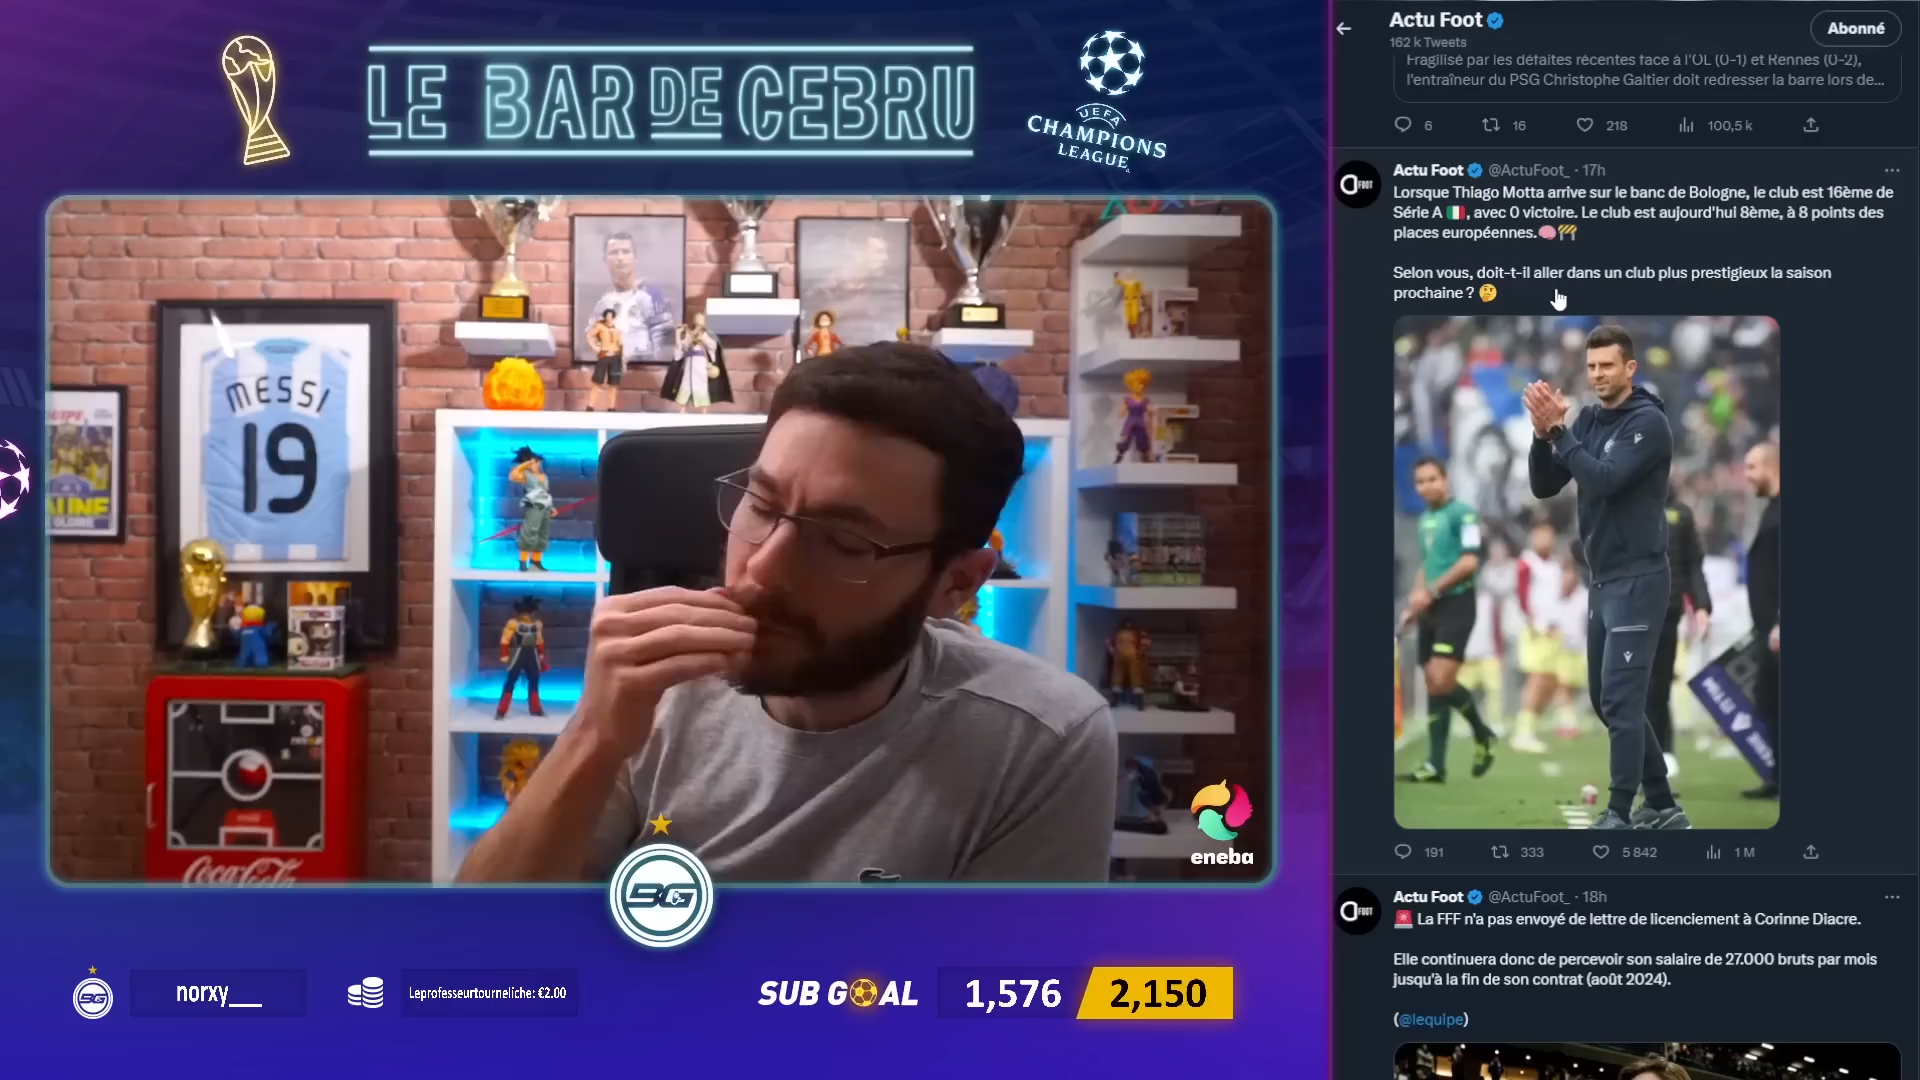 LE BAR DE CEBRU
UEFA
CHAMPIONS
LEAGUE
MESSI
19
Coca-Cola
eneba
BG
BG
norxy___
Leprofesseurtourneliche: €2.00
SUB GOAL
1,576
2,150
Actu Foot
162 k Tweets
Abonné
Fragilisé par les défaites récentes face à l'OL (0-1) et Rennes (0-2),
l'entraîneur du PSG Christophe Galtier doit redresser la barre lors de...
6
16
218
100,5 k
FOOT
Actu Foot @ActuFoot_ · 17h
Lorsque Thiago Motta arrive sur le banc de Bologne, le club est 16ème de
Série A 🇮🇹, avec 0 victoire. Le club est aujourd'hui 8ème, à 8 points des
places européennes.🧠🚧
Selon vous, doit-t-il aller dans un club plus prestigieux la saison
prochaine ? 🤔
191
333
5 842
1 M
FOOT
Actu Foot @ActuFoot_ · 18h
🚨 La FFF n'a pas envoyé de lettre de licenciement à Corinne Diacre.
Elle continuera donc de percevoir son salaire de 27.000 bruts par mois
jusqu'à la fin de son contrat (août 2024).
(@lequipe)